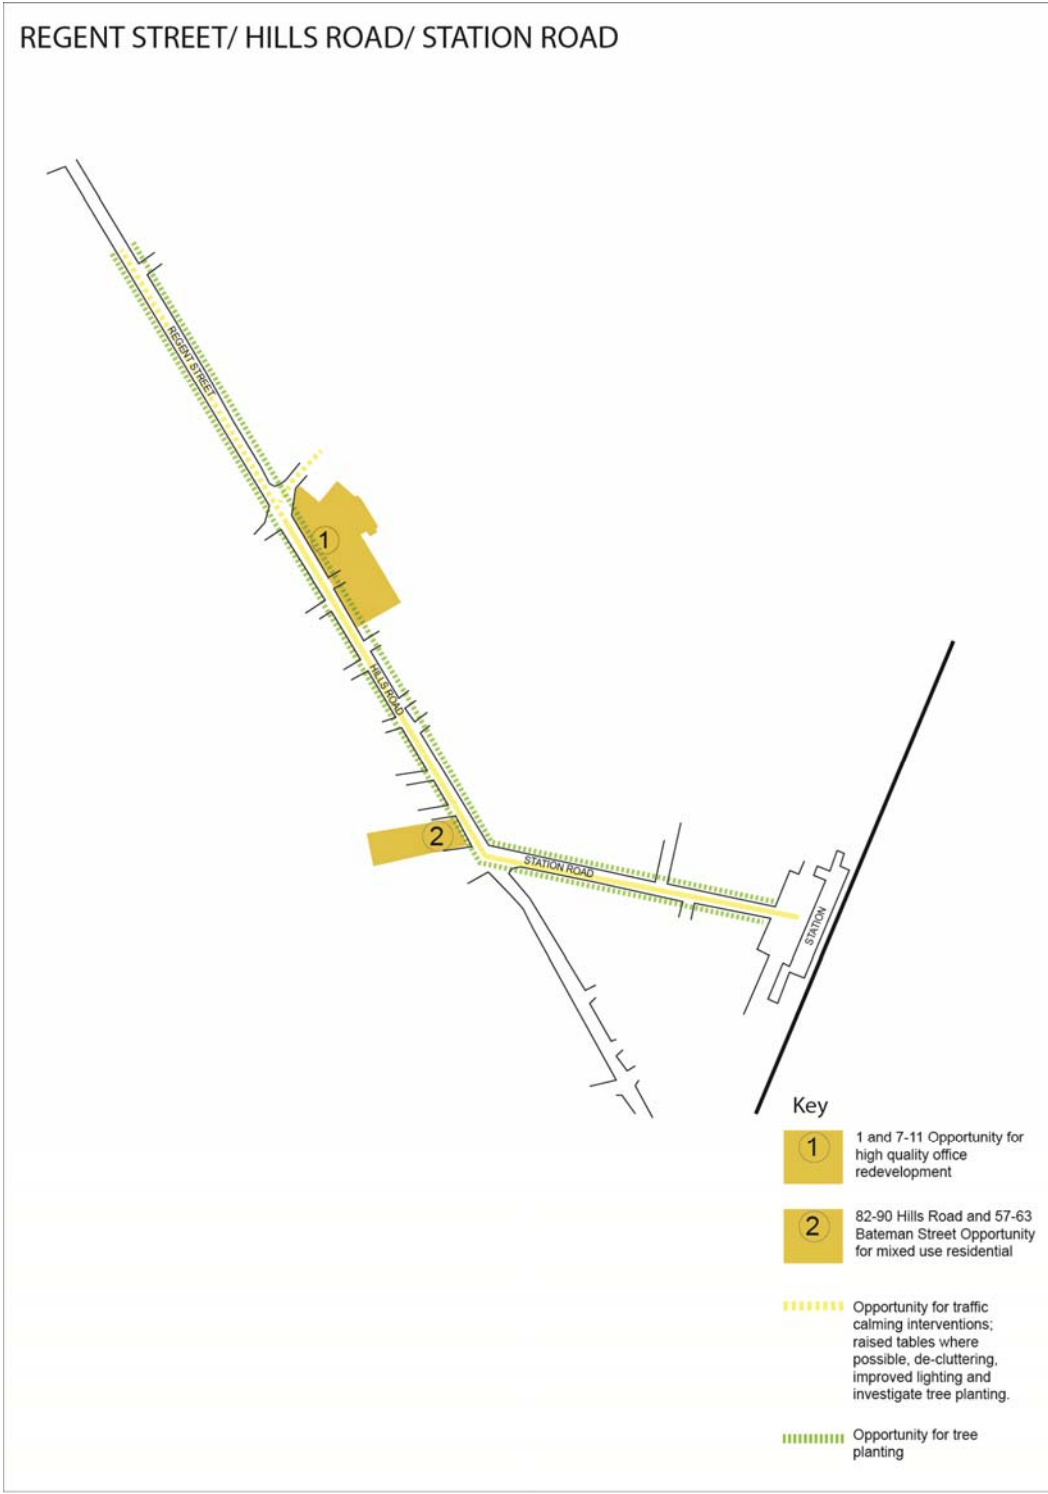 REGENT STREET/ HILLS ROAD/ STATION ROAD
REGENT STREET
1
HILLS ROAD
2
STATION ROAD
STATION
Key
1
1 and 7-11 Opportunity for
high quality office
redevelopment
2
82-90 Hills Road and 57-63
Bateman Street Opportunity
for mixed use residential
Opportunity for traffic
calming interventions;
raised tables where
possible, de-cluttering,
improved lighting and
investigate tree planting.
Opportunity for tree
planting